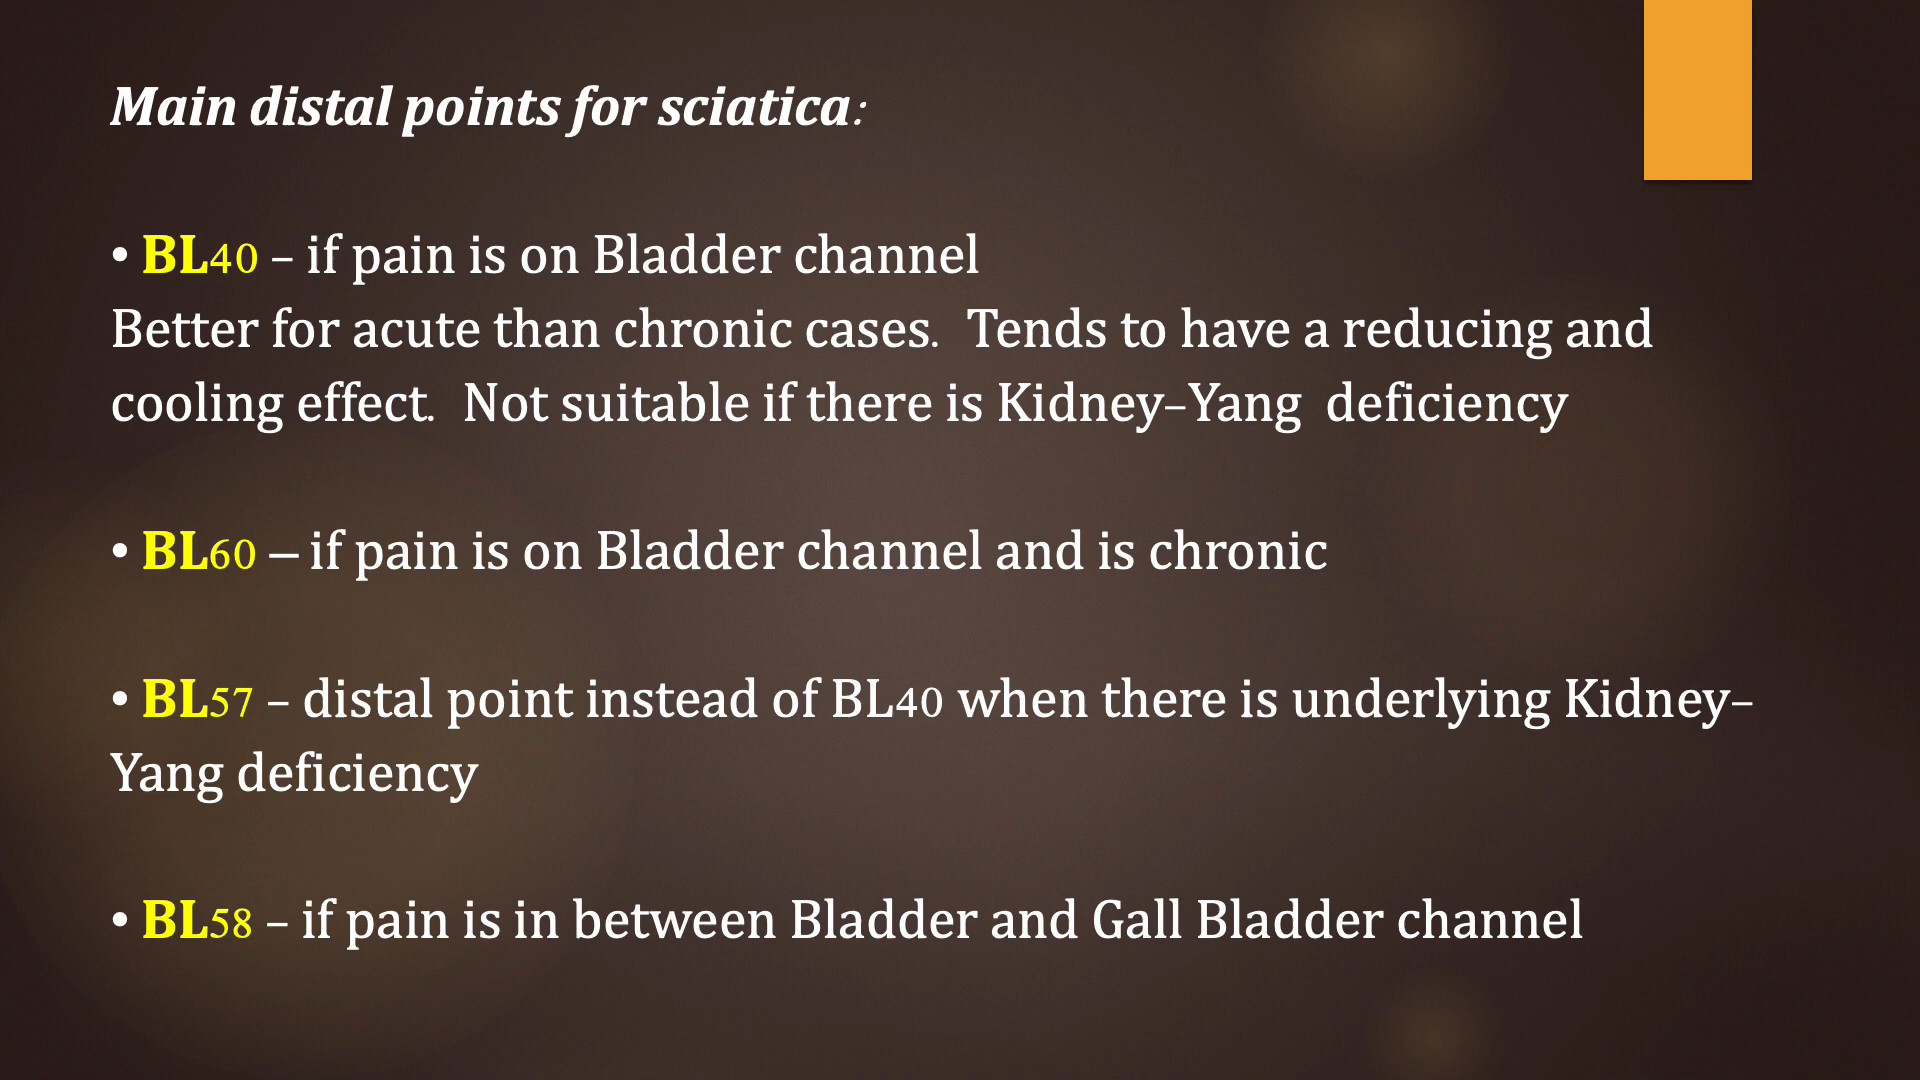 Main distal points for sciatica:
• BL40 – if pain is on Bladder channel
Better for acute than chronic cases.  Tends to have a reducing and
cooling effect.  Not suitable if there is Kidney–Yang  deficiency
• BL60 – if pain is on Bladder channel and is chronic
• BL57 – distal point instead of BL40 when there is underlying Kidney–
Yang deficiency
• BL58 – if pain is in between Bladder and Gall Bladder channel